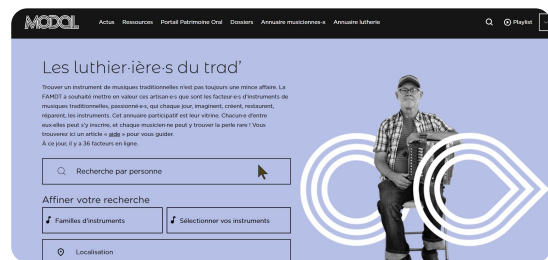 MODAL Actus Ressources Portail Patrimoine Oral Dossiers Annuaire musiciennes-x Annuaire lutherie Playlist
Les luthier·ière·s du trad’
Trouver un instrument de musiques traditionnelles n'est pas toujours une mince affaire. La
FAMDT a souhaité mettre en valeur ces artisan·e·s que sont les facteur·e·s d'instruments de
musiques traditionnelles, passionné·e·s, qui chaque jour, imaginent, créent, restaurent,
réparent, les instruments. Cet annuaire participatif est leur vitrine. Chacun·e d'entre
eux·elles peut s'y inscrire, et chaque musicien·ne peut y trouver la perle rare ! Vous
trouverez ici un article « aide » pour vous guider.
À ce jour, il y a 36 facteurs en ligne.
Recherche par personne
Affiner votre recherche
Familles d'instruments Sélectionner vos instruments
Localisation